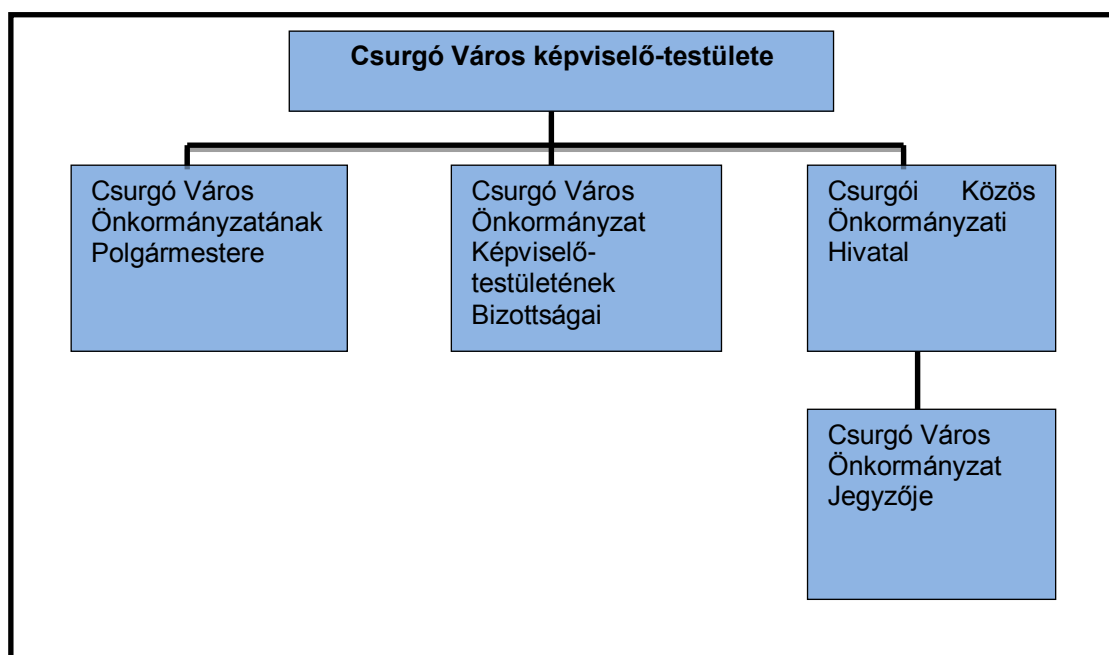 Csurgó Város képviselő-testülete
Csurgó Város
Önkormányzatának
Polgármestere
Csurgó Város
Önkormányzat
Képviselő-
testületének
Bizottságai
Csurgói Közös
Önkormányzati
Hivatal
Csurgó Város
Önkormányzat
Jegyzője